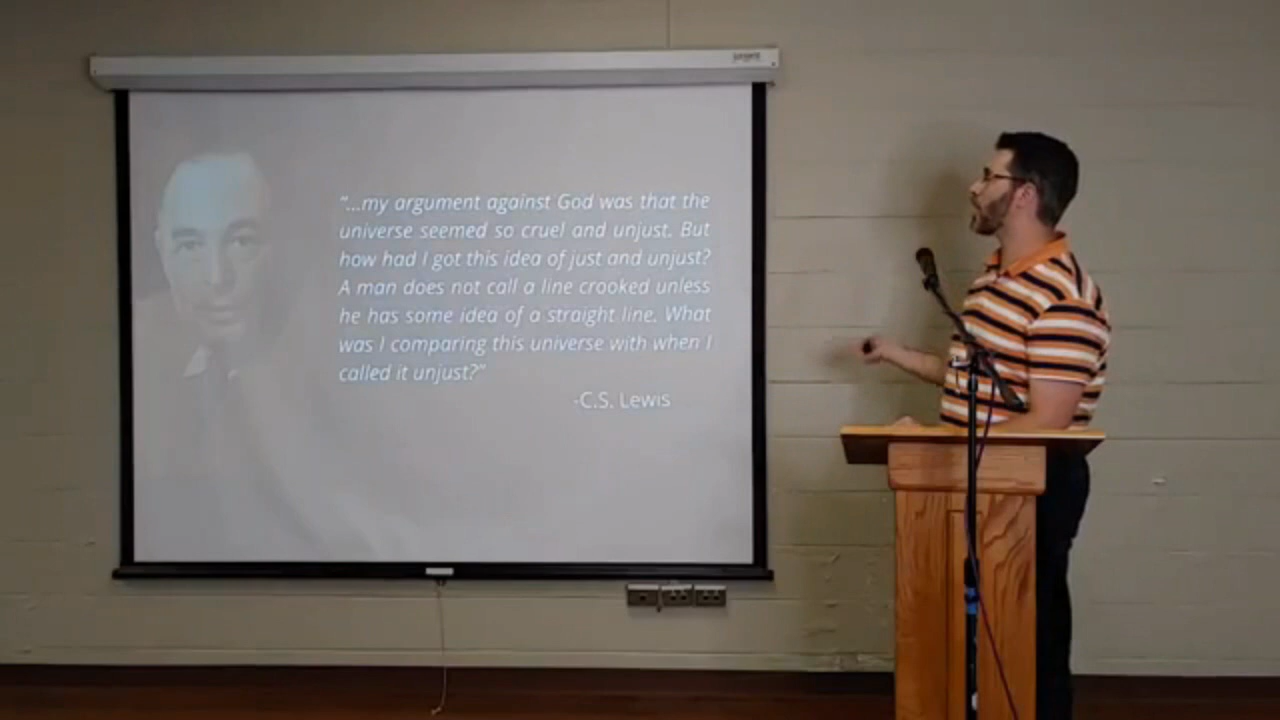 "...my argument against God was that the
universe seemed so cruel and unjust. But
how had I got this idea of just and unjust?
A man does not call a line crooked unless
he has some idea of a straight line. What
was I comparing this universe with when I
called it unjust?"
-C.S. Lewis